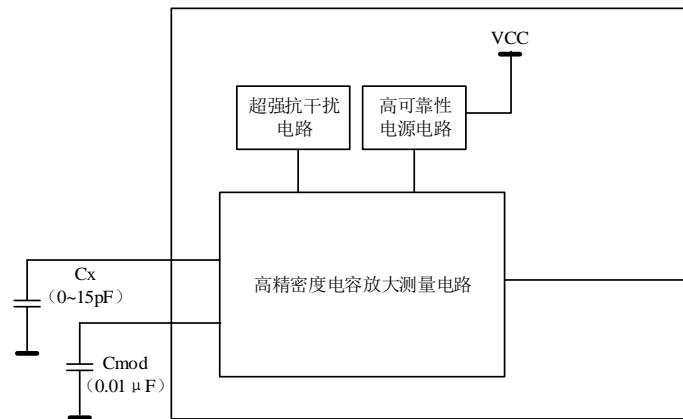 VCC
超强抗干扰
电路
高可靠性
电源电路
高精密度电容放大测量电路
Cx
（0~15pF）
Cmod
（0.01μF）